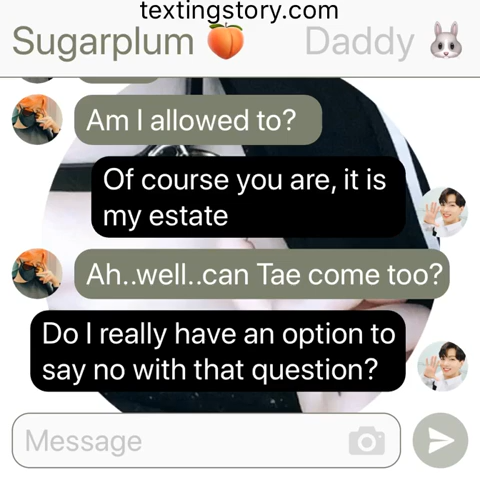 textingstory.com
Sugarplum 🍑 Daddy 🐰
Am I allowed to?
Of course you are, it is
my estate
Ah..well..can Tae come too?
Do I really have an option to
say no with that question?
Message